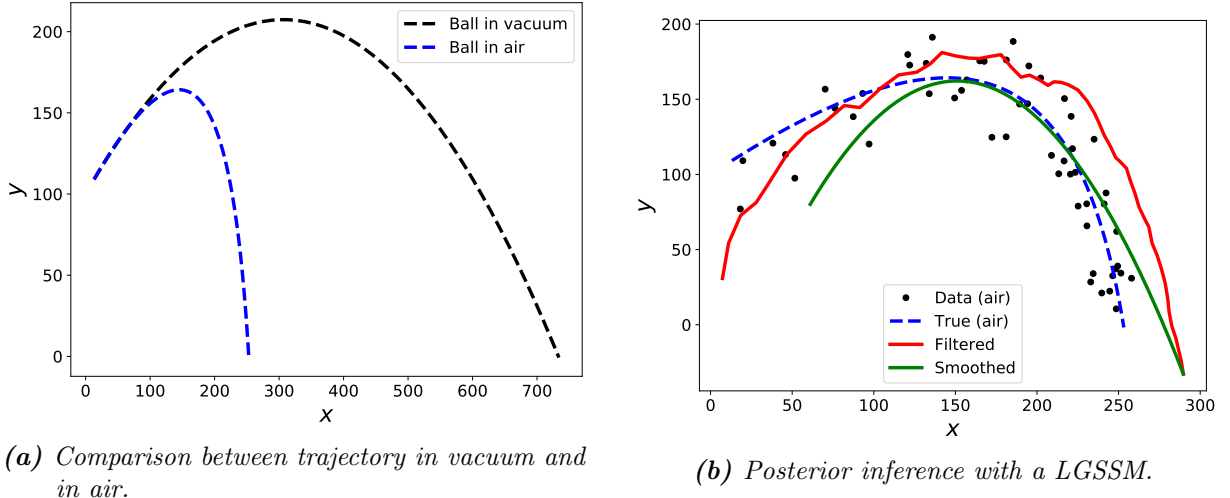 Ball in vacuum
Ball in air
200
150
100
50
0
y
0 100 200 300 400 500 600 700
x
(a) Comparison between trajectory in vacuum and
in air.
200
150
100
50
0
y
Data (air)
True (air)
Filtered
Smoothed
0 50 100 150 200 250 300
x
(b) Posterior inference with a LGSSM.